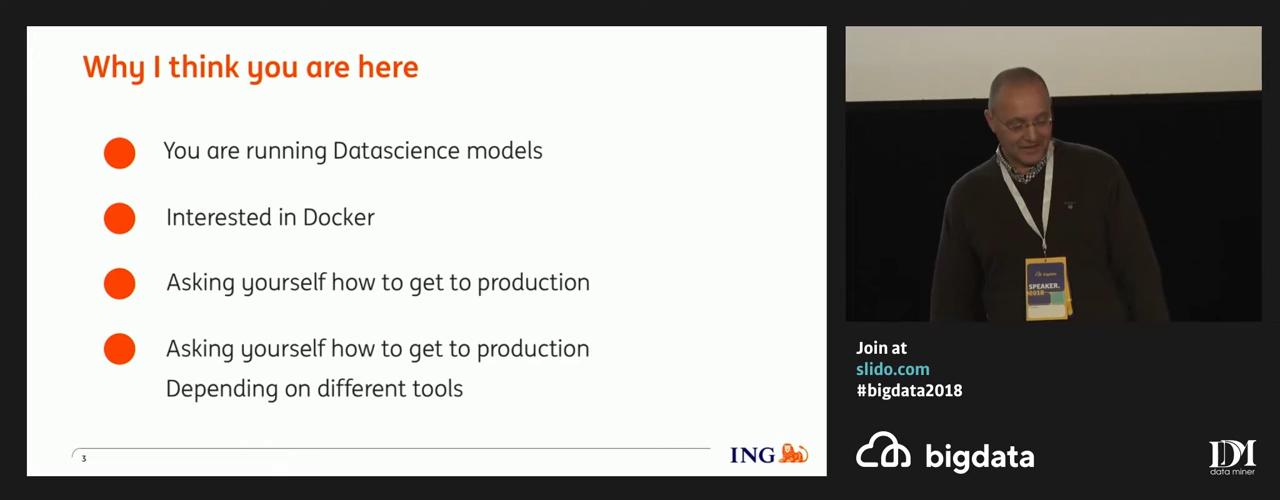 Why I think you are here
You are running Datascience models
Interested in Docker
Asking yourself how to get to production
Asking yourself how to get to production
Depending on different tools
3
ING
bigdata
SPEAKER.
2018
Join at
slido.com
#bigdata2018
bigdata
DM
data miner